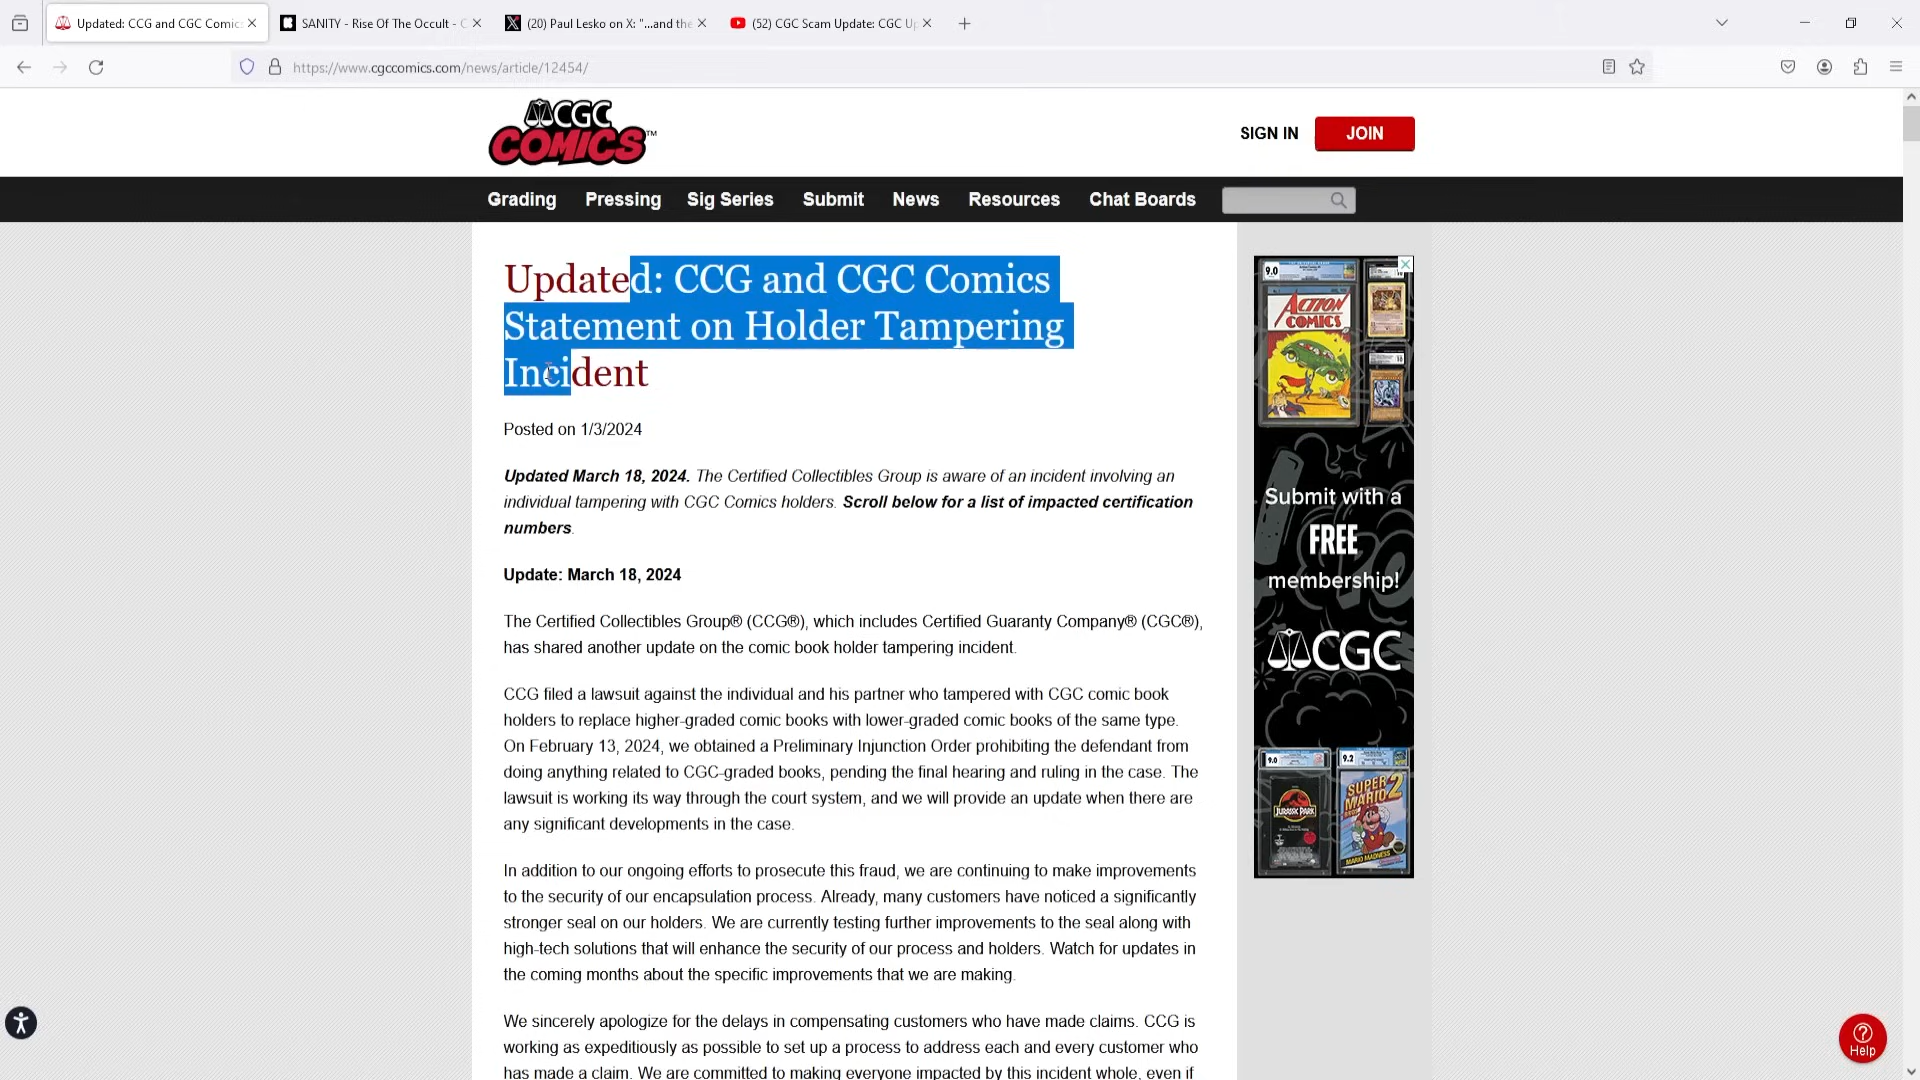 Updated: CCG and CGC Comic
SANITY - Rise Of The Occult - C
(20) Paul Lesko on X: "...and the
(52) CGC Scam Update: CGC Up
https://www.cgccomics.com/news/article/12454/
CGC
COMICS™
SIGN IN
JOIN
Grading
Pressing
Sig Series
Submit
News
Resources
Chat Boards
Updated: CCG and CGC Comics
Statement on Holder Tampering
Incident
Posted on 1/3/2024
Updated March 18, 2024. The Certified Collectibles Group is aware of an incident involving an
individual tampering with CGC Comics holders. Scroll below for a list of impacted certification
numbers.
Update: March 18, 2024
The Certified Collectibles Group® (CCG®), which includes Certified Guaranty Company® (CGC®),
has shared another update on the comic book holder tampering incident.
CCG filed a lawsuit against the individual and his partner who tampered with CGC comic book
holders to replace higher-graded comic books with lower-graded comic books of the same type.
On February 13, 2024, we obtained a Preliminary Injunction Order prohibiting the defendant from
doing anything related to CGC-graded books, pending the final hearing and ruling in the case. The
lawsuit is working its way through the court system, and we will provide an update when there are
any significant developments in the case.
In addition to our ongoing efforts to prosecute this fraud, we are continuing to make improvements
to the security of our encapsulation process. Already, many customers have noticed a significantly
stronger seal on our holders. We are currently testing further improvements to the seal along with
high-tech solutions that will enhance the security of our process and holders. Watch for updates in
the coming months about the specific improvements that we are making.
We sincerely apologize for the delays in compensating customers who have made claims. CCG is
working as expeditiously as possible to set up a process to address each and every customer who
has made a claim. We are committed to making everyone impacted by this incident whole, even if
9.0
ACTION
COMICS
10
10
Submit with a
FREE
membership!
CGC
9.0
9.2
JURASSIC PARK
SUPER
MARIO 2
MARIO MADNESS
Help